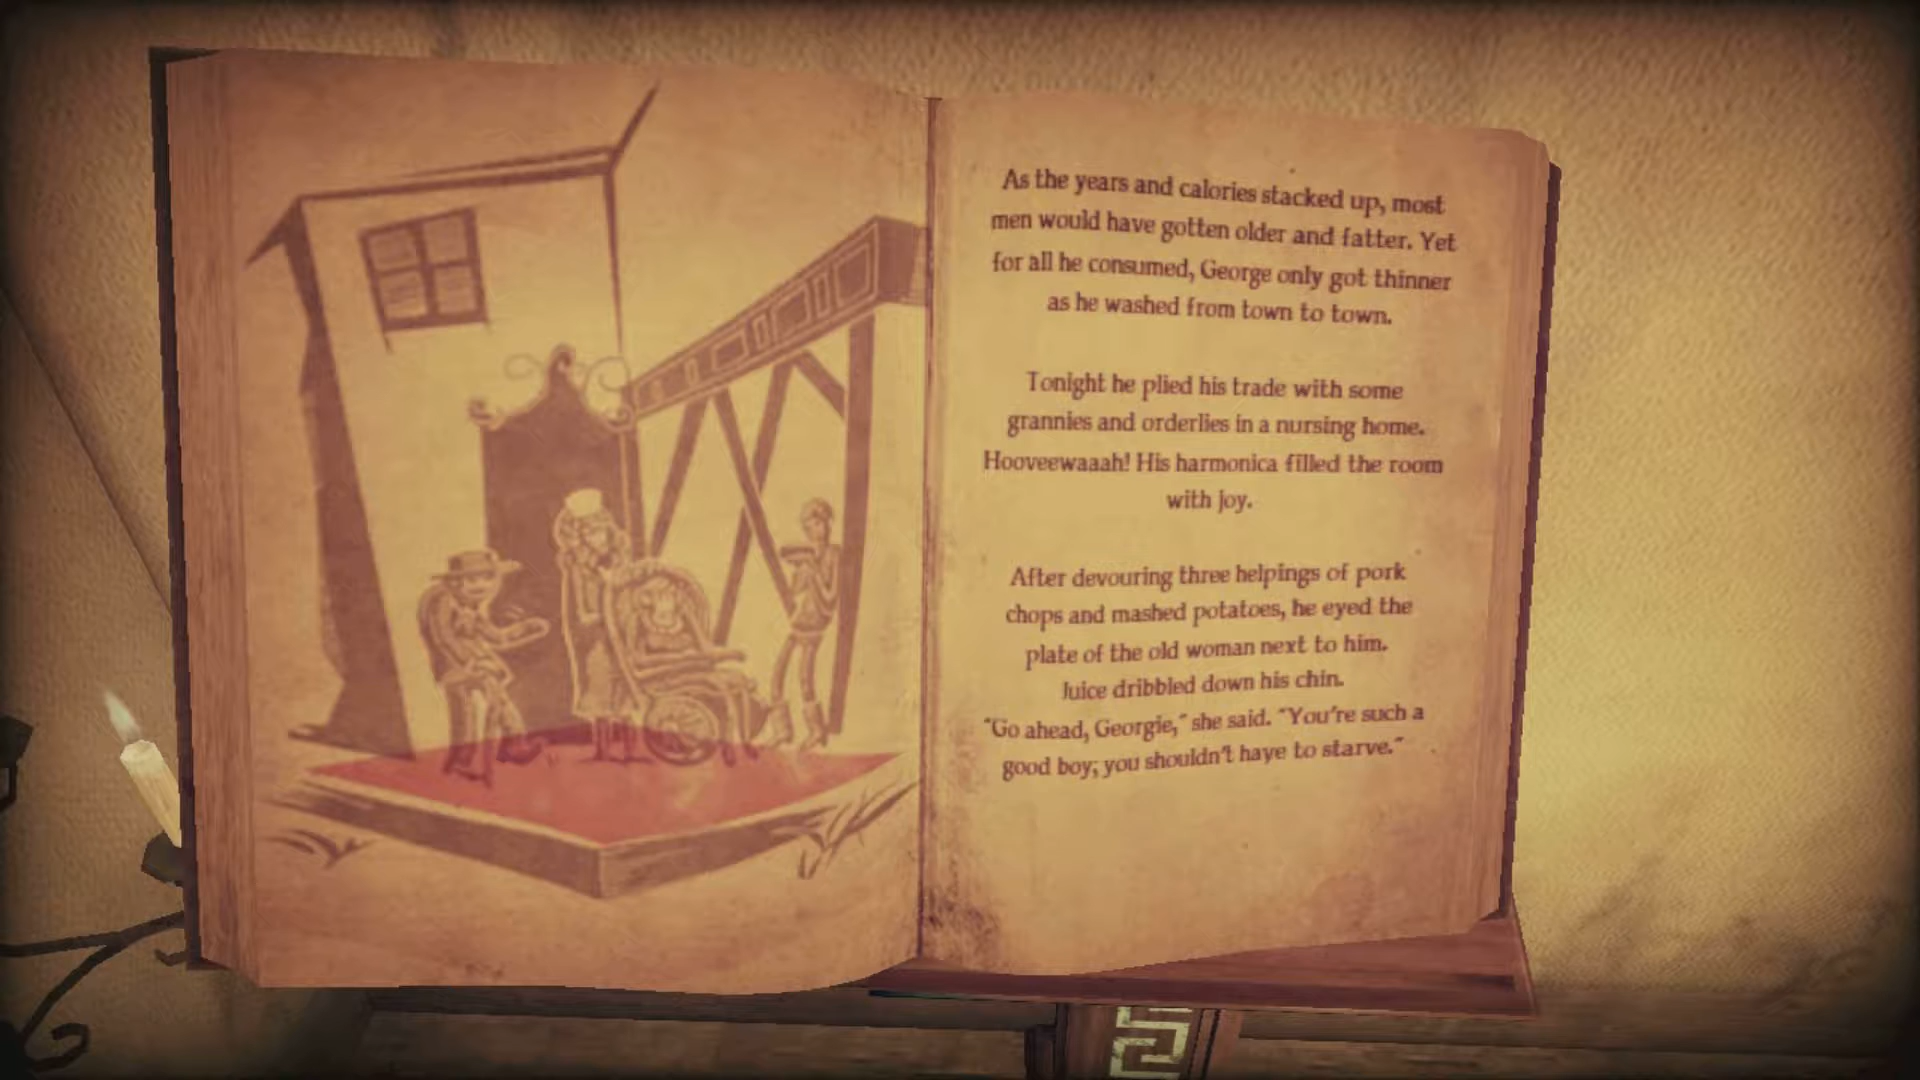 As the years and calories stacked up, most
men would have gotten older and fatter. Yet
for all he consumed, George only got thinner
as he washed from town to town.
Tonight he plied his trade with some
grannies and orderlies in a nursing home.
Hooveewaaah! His harmonica filled the room
with joy.
After devouring three helpings of pork
chops and mashed potatoes, he eyed the
plate of the old woman next to him.
Juice dribbled down his chin.
"Go ahead, Georgie," she said. "You're such a
good boy; you shouldn't have to starve."